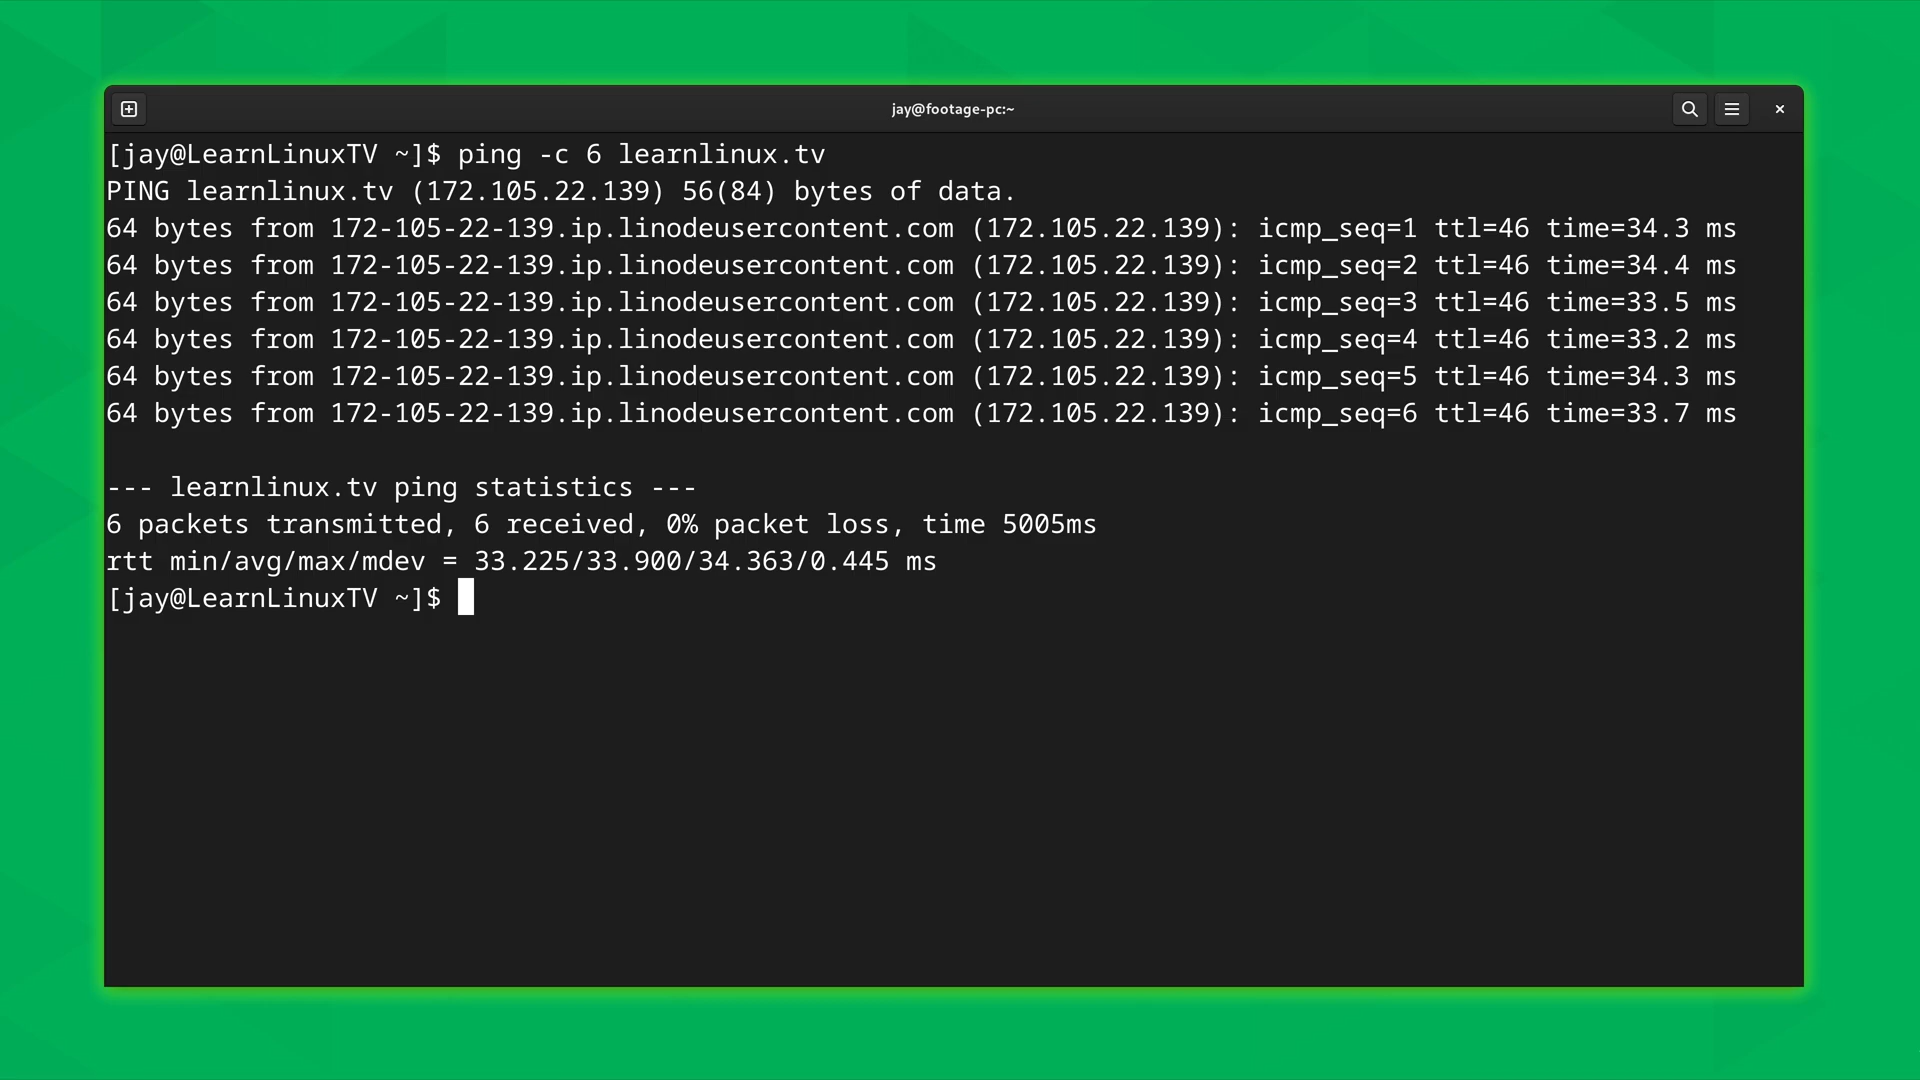 jay@footage-pc:~
[jay@LearnLinuxTV ~]$ ping -c 6 learnlinux.tv
PING learnlinux.tv (172.105.22.139) 56(84) bytes of data.
64 bytes from 172-105-22-139.ip.linodeusercontent.com (172.105.22.139): icmp_seq=1 ttl=46 time=34.3 ms
64 bytes from 172-105-22-139.ip.linodeusercontent.com (172.105.22.139): icmp_seq=2 ttl=46 time=34.4 ms
64 bytes from 172-105-22-139.ip.linodeusercontent.com (172.105.22.139): icmp_seq=3 ttl=46 time=33.5 ms
64 bytes from 172-105-22-139.ip.linodeusercontent.com (172.105.22.139): icmp_seq=4 ttl=46 time=33.2 ms
64 bytes from 172-105-22-139.ip.linodeusercontent.com (172.105.22.139): icmp_seq=5 ttl=46 time=34.3 ms
64 bytes from 172-105-22-139.ip.linodeusercontent.com (172.105.22.139): icmp_seq=6 ttl=46 time=33.7 ms
--- learnlinux.tv ping statistics ---
6 packets transmitted, 6 received, 0% packet loss, time 5005ms
rtt min/avg/max/mdev = 33.225/33.900/34.363/0.445 ms
[jay@LearnLinuxTV ~]$